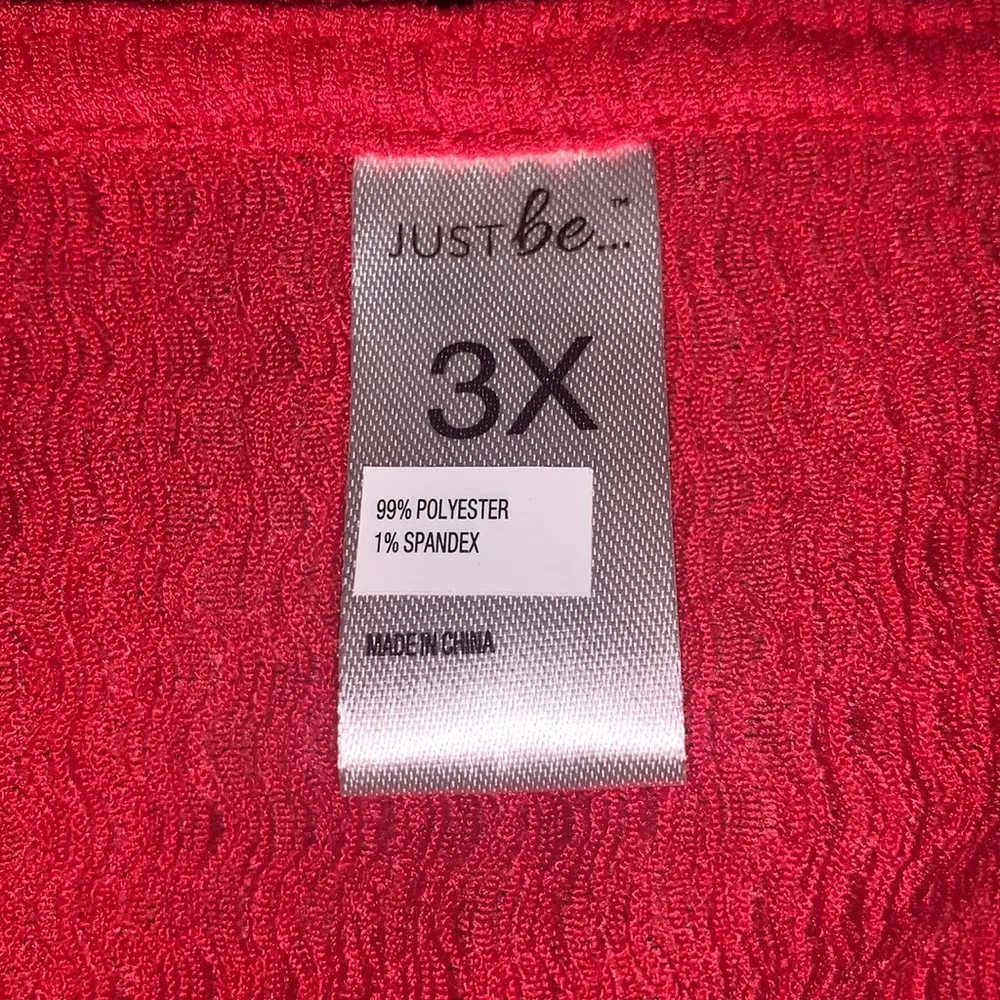 JUST be...™
3X
99% POLYESTER
1% SPANDEX
MADE IN CHINA